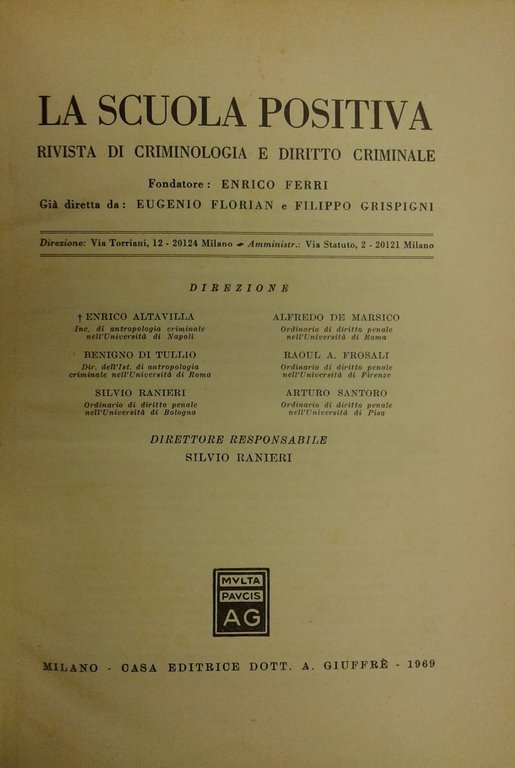 LA SCUOLA POSITIVA
RIVISTA DI CRIMINOLOGIA E DIRITTO CRIMINALE
Fondatore: ENRICO FERRI
Già diretta da: EUGENIO FLORIAN e FILIPPO GRISPIGNI
Direzione: Via Torriani, 12 - 20124 Milano - Amministr.: Via Statuto, 2 - 20121 Milano
DIREZIONE
† ENRICO ALTAVILLA
Inc. di antropologia criminale
nell'Università di Napoli
ALFREDO DE MARSICO
Ordinario di diritto penale
nell'Università di Roma
BENIGNO DI TULLIO
Dir. dell'Ist. di antropologia
criminale nell'Università di Roma
RAOUL A. FROSALI
Ordinario di diritto penale
nell'Università di Firenze
SILVIO RANIERI
Ordinario di diritto penale
nell'Università di Bologna
ARTURO SANTORO
Ordinario di diritto penale
nell'Università di Pisa
DIRETTORE RESPONSABILE
SILVIO RANIERI
MVLTA
PAVCIS
AG
MILANO - CASA EDITRICE DOTT. A. GIUFFRÈ - 1969